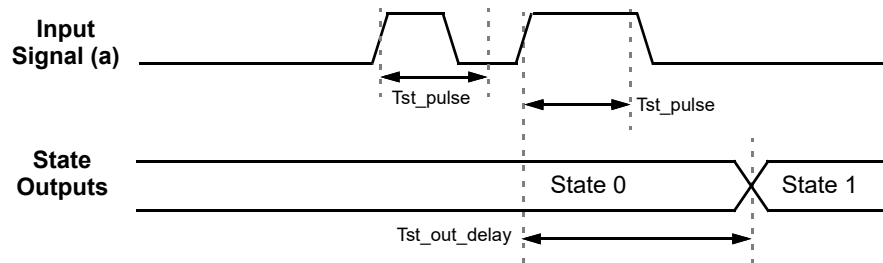 Input
Signal (a)
Tst_pulse
Tst_pulse
State
Outputs
State 0
State 1
Tst_out_delay